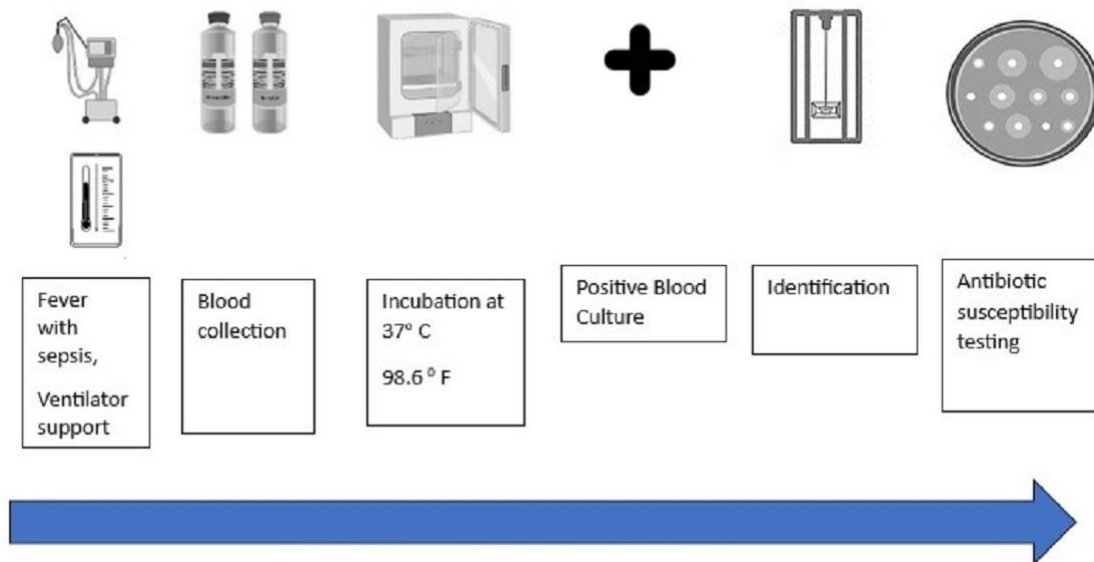 Fever
with
sepsis,
Ventilator
support
Blood
collection
Incubation at
37° C
98.6 ⁰ F
Positive Blood
Culture
Identification
Antibiotic
susceptibility
testing